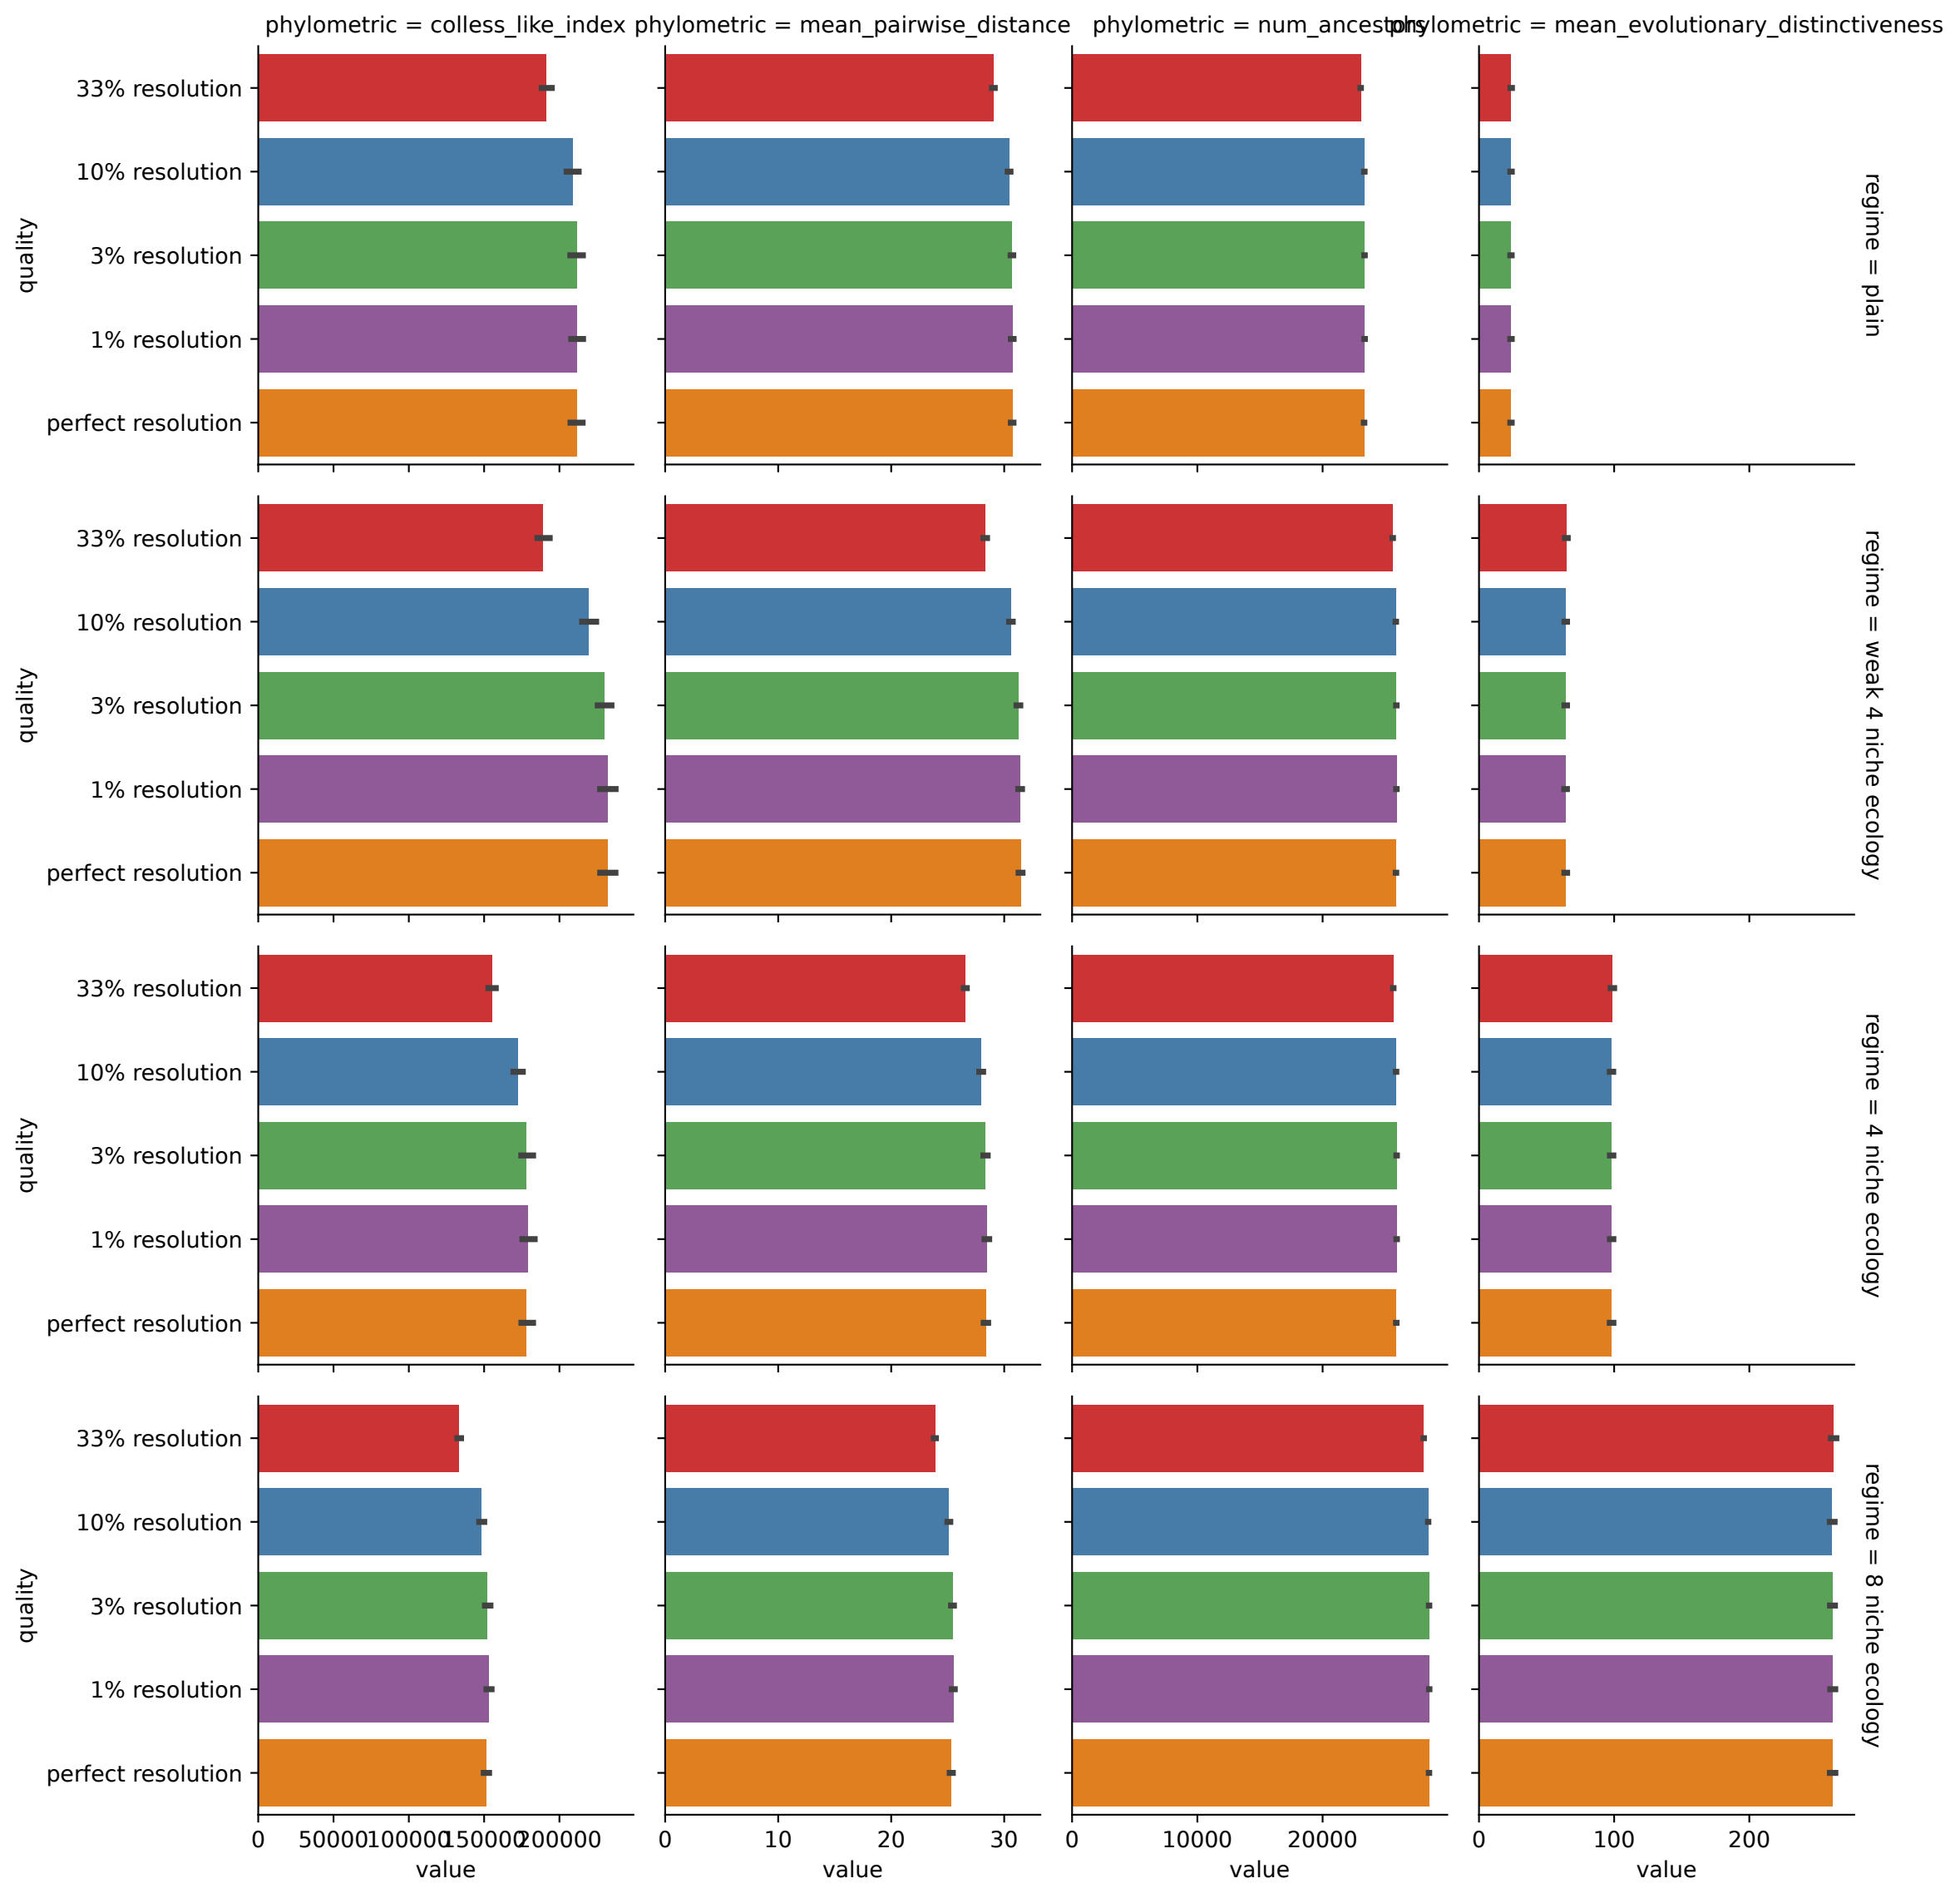 phylometric = colless_like_index
phylometric = mean_pairwise_distance
phylometric = num_ancestors
phylometric = mean_evolutionary_distinctiveness
quality
33% resolution
10% resolution
3% resolution
1% resolution
perfect resolution
regime = plain
quality
33% resolution
10% resolution
3% resolution
1% resolution
perfect resolution
regime = weak 4 niche ecology
quality
33% resolution
10% resolution
3% resolution
1% resolution
perfect resolution
regime = 4 niche ecology
quality
33% resolution
10% resolution
3% resolution
1% resolution
perfect resolution
regime = 8 niche ecology
0 50000 100000 150000 200000
value
0 10 20 30
value
0 10000 20000
value
0 100 200
value